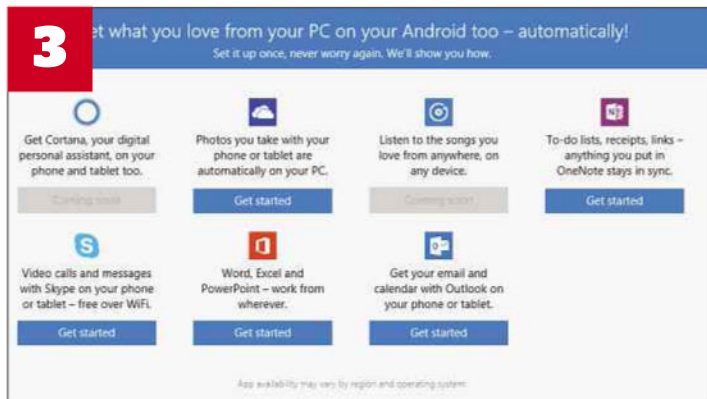 3
et what you love from your PC on your Android too – automatically!
Set it up once, never worry again. We'll show you how.
Get Cortana, your digital
personal assistant, on your
phone and tablet too.
Coming soon
Photos you take with your
phone or tablet are
automatically on your PC.
Get started
Listen to the songs you
love from anywhere, on
any device.
Coming soon
N
To-do lists, receipts, links –
anything you put in
OneNote stays in sync.
Get started
S
Video calls and messages
with Skype on your phone
or tablet – free over WiFi.
Get started
Word, Excel and
PowerPoint – work from
wherever.
Get started
Get your email and
calendar with Outlook on
your phone or tablet.
Get started
App availability may vary by region and operating system